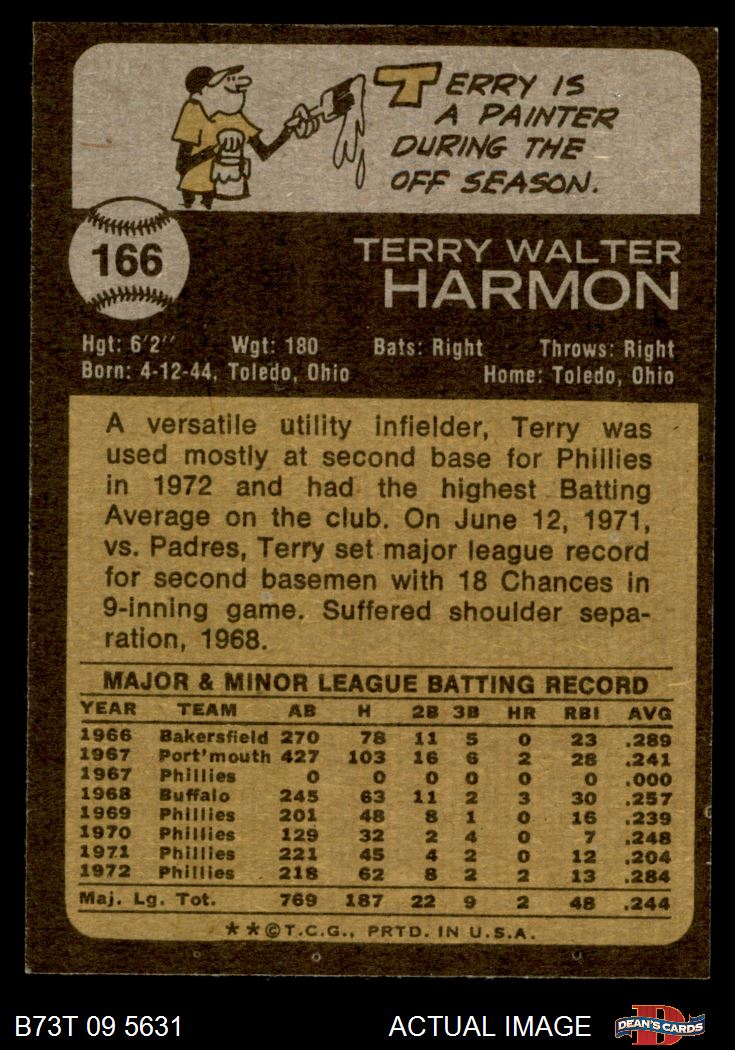 TERRY IS
A PAINTER
DURING THE
OFF SEASON.
166
TERRY WALTER
HARMON
Hgt: 6'2'' Wgt: 180 Bats: Right Throws: Right
Born: 4-12-44, Toledo, Ohio Home: Toledo, Ohio
A versatile utility infielder, Terry was
used mostly at second base for Phillies
in 1972 and had the highest Batting
Average on the club. On June 12, 1971,
vs. Padres, Terry set major league record
for second basemen with 18 Chances in
9-inning game. Suffered shoulder sepa-
ration, 1968.
MAJOR & MINOR LEAGUE BATTING RECORD
YEAR TEAM AB H 2B 3B HR RBI AVG
1966 Bakersfield 270 78 11 5 0 23 .289
1967 Port'mouth 427 103 16 6 2 28 .241
1967 Phillies 0 0 0 0 0 0 .000
1968 Buffalo 245 63 11 2 3 30 .257
1969 Phillies 201 48 8 1 0 16 .239
1970 Phillies 129 32 2 4 0 7 .248
1971 Phillies 221 45 4 2 0 12 .204
1972 Phillies 218 62 8 2 2 13 .284
Maj. Lg. Tot. 769 187 22 9 2 48 .244
**©T.C.G., PRTD. IN U.S.A.
B73T 09 5631 ACTUAL IMAGE D DEAN'S CARDS